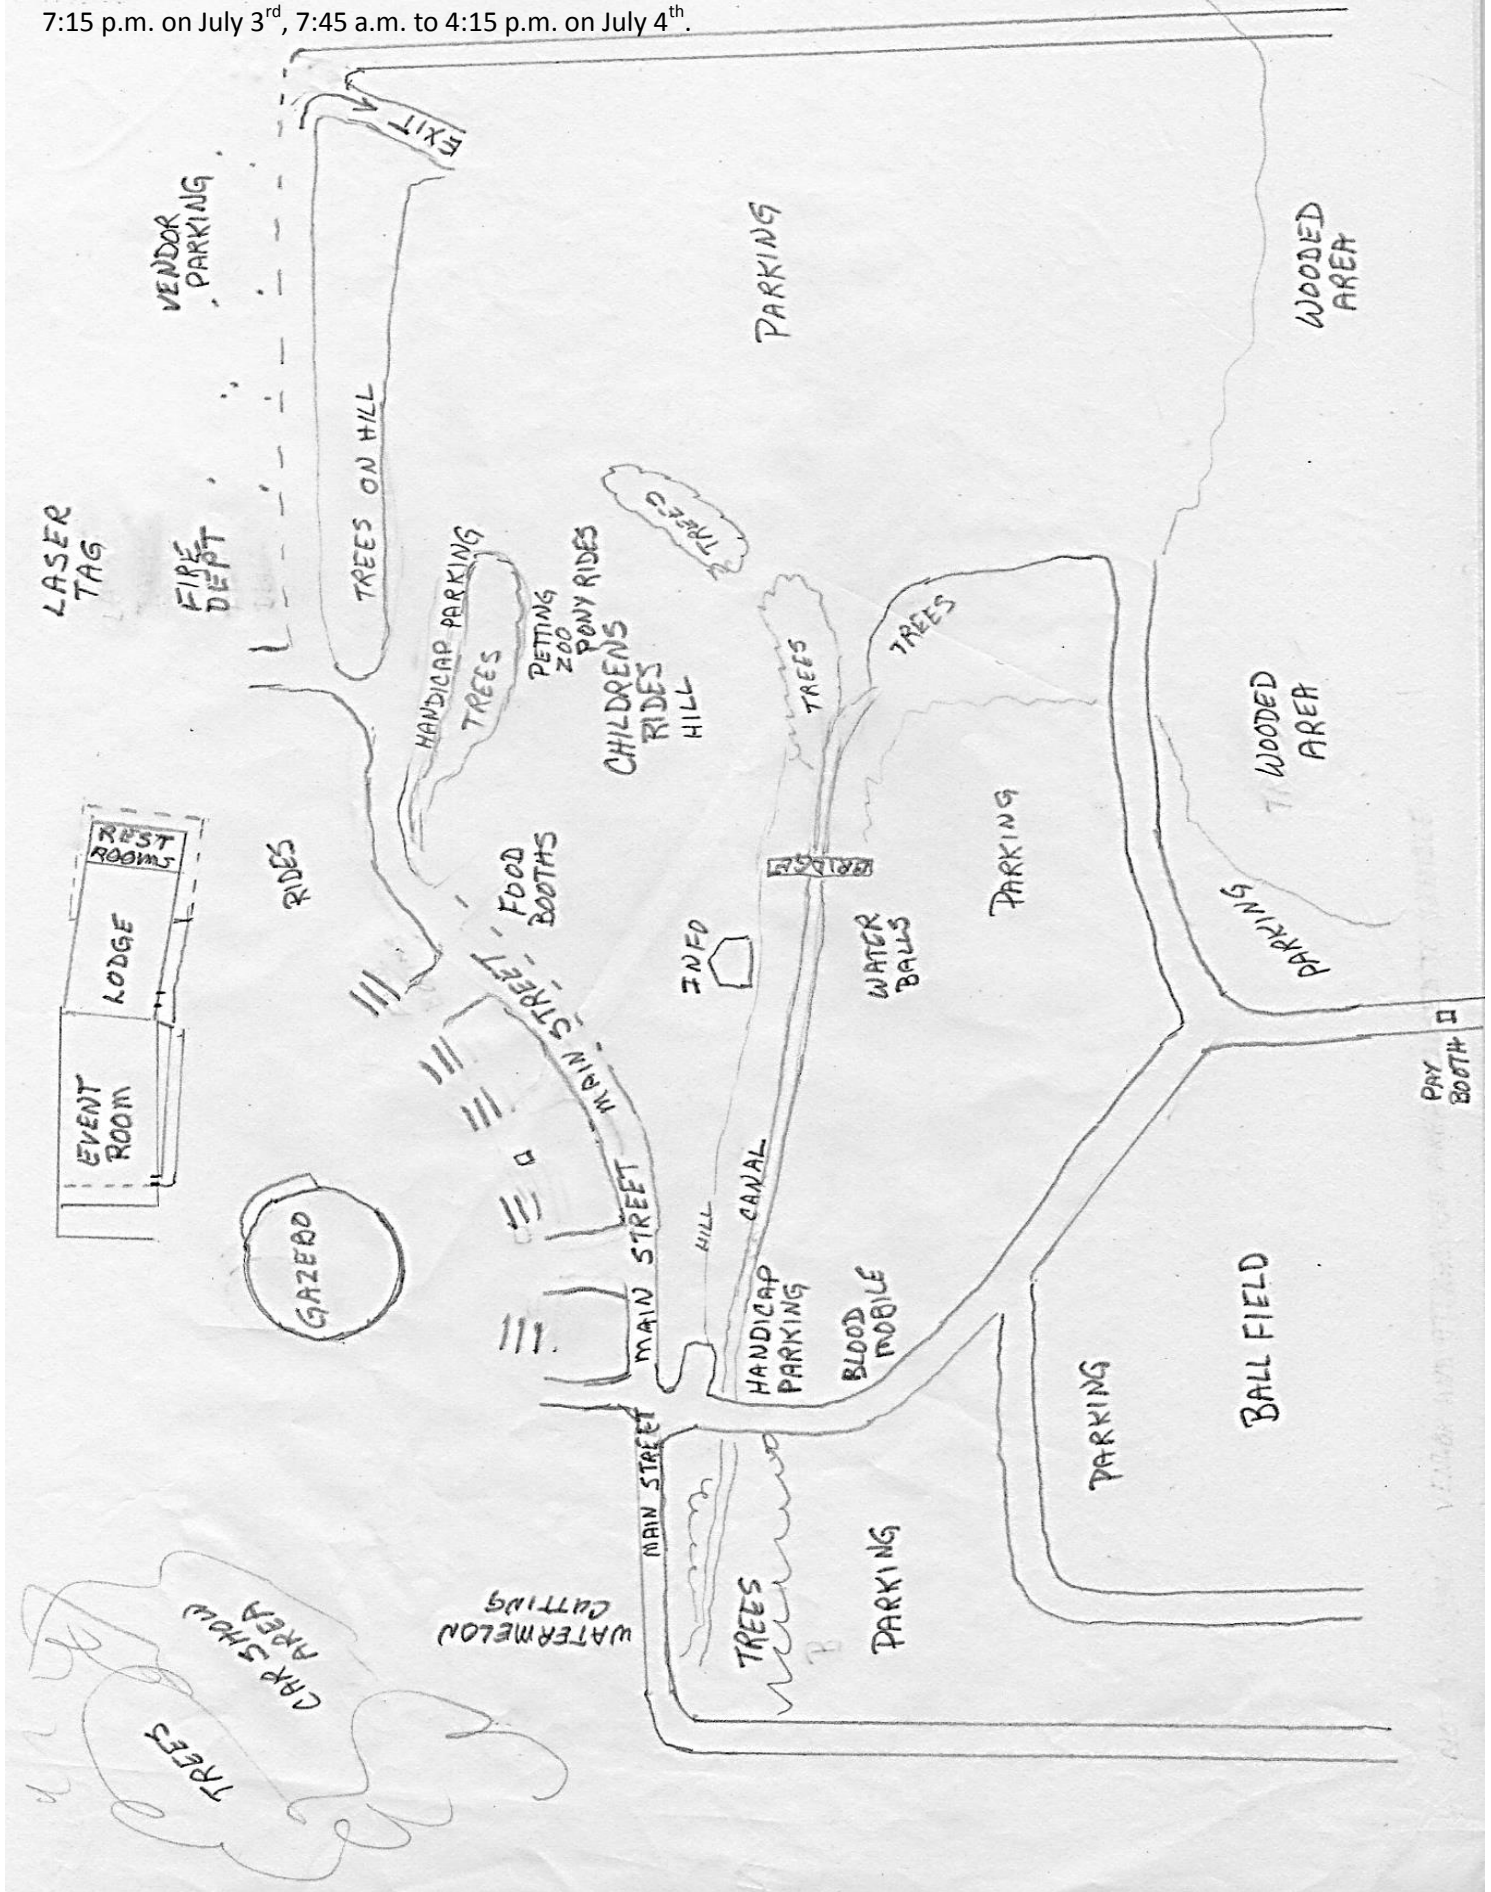 7:15 p.m. on July 3rd, 7:45 a.m. to 4:15 p.m. on July 4th.
EXIT
VENDOR
PARKING
PARKING
WOODED
AREA
TREES ON HILL
LASER
TAG
FIRE
DEPT
HANDICAP PARKING
TREES
PETTING
ZOO
PONY RIDES
CHILDRENS
RIDES
HILL
TREES
TREES
TREES
WOODED
AREA
REST
ROOMS
LODGE
EVENT
ROOM
RIDES
FOOD
BOOTHS
MAIN STREET
INFO
BRIDGE
WATER
BALLS
PARKING
PARKING
PAY
BOOTH
GAZEBO
MAIN STREET
MAIN STREET
HILL
CANAL
HANDICAP
PARKING
BLOOD
MOBILE
PARKING
BALL FIELD
MAIN STREET
WATERMELON
CUTTING
CAR SHOW
AREA
TREES
TREES
PARKING